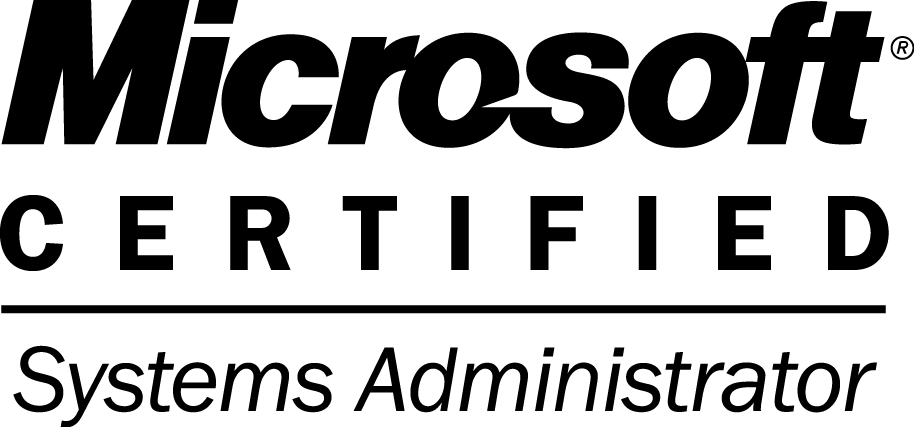 Microsoft®
CERTIFIED
Systems Administrator